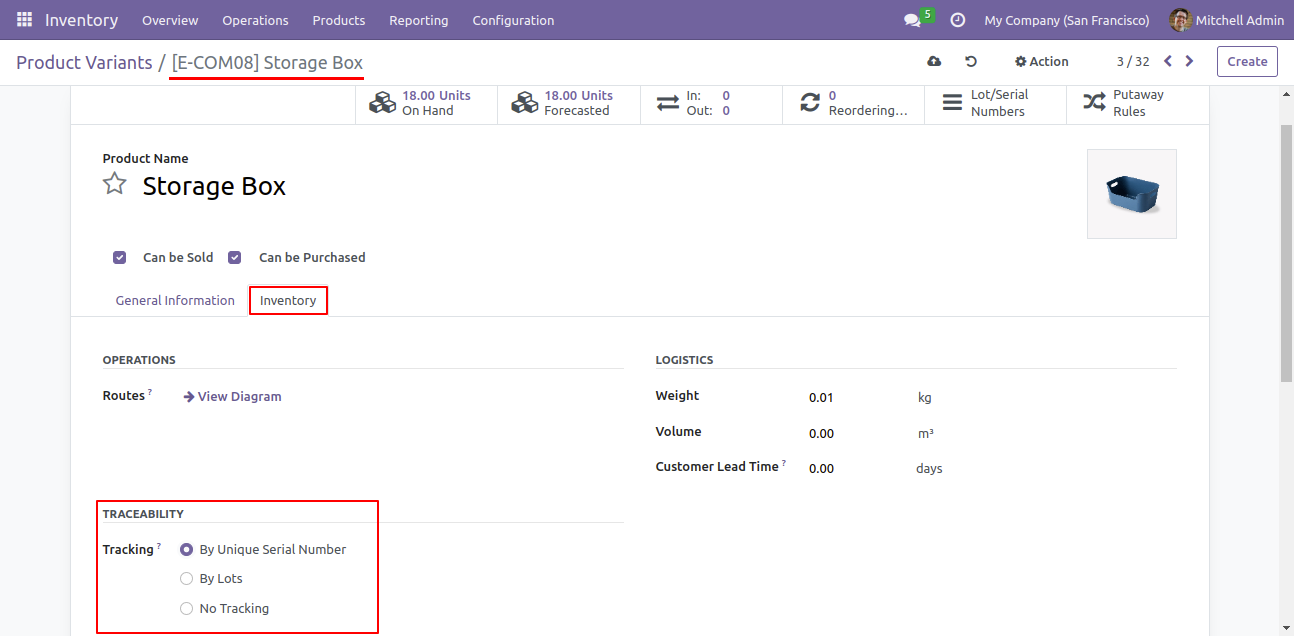 Inventory Overview Operations Products Reporting Configuration 5 My Company (San Francisco) Mitchell Admin
Product Variants / [E-COM08] Storage Box Action 3 / 32 Create
18.00 Units
On Hand
18.00 Units
Forecasted
In: 0
Out: 0
0
Reordering...
Lot/Serial
Numbers
Putaway
Rules
Product Name
Storage Box
Can be Sold Can be Purchased
General Information Inventory
OPERATIONS
Routes ? View Diagram
LOGISTICS
Weight 0.01 kg
Volume 0.00 m³
Customer Lead Time ? 0.00 days
TRACEABILITY
Tracking ? By Unique Serial Number
By Lots
No Tracking